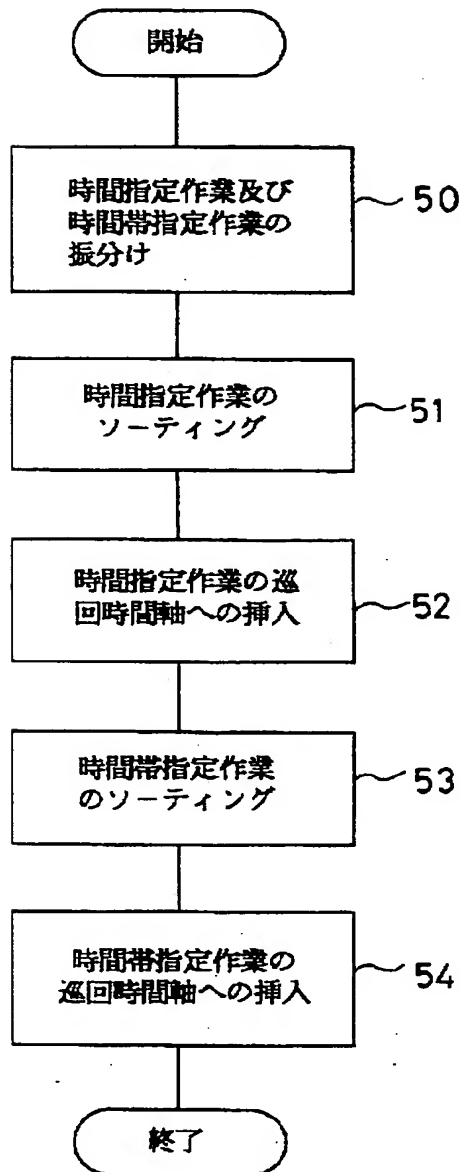 開始
時間指定作業及び
時間帯指定作業の
振分け
50
時間指定作業の
ソーティング
51
時間指定作業の巡
回時間軸への挿入
52
時間帯指定作業
のソーティング
53
時間帯指定作業の
巡回時間軸への挿入
54
終了